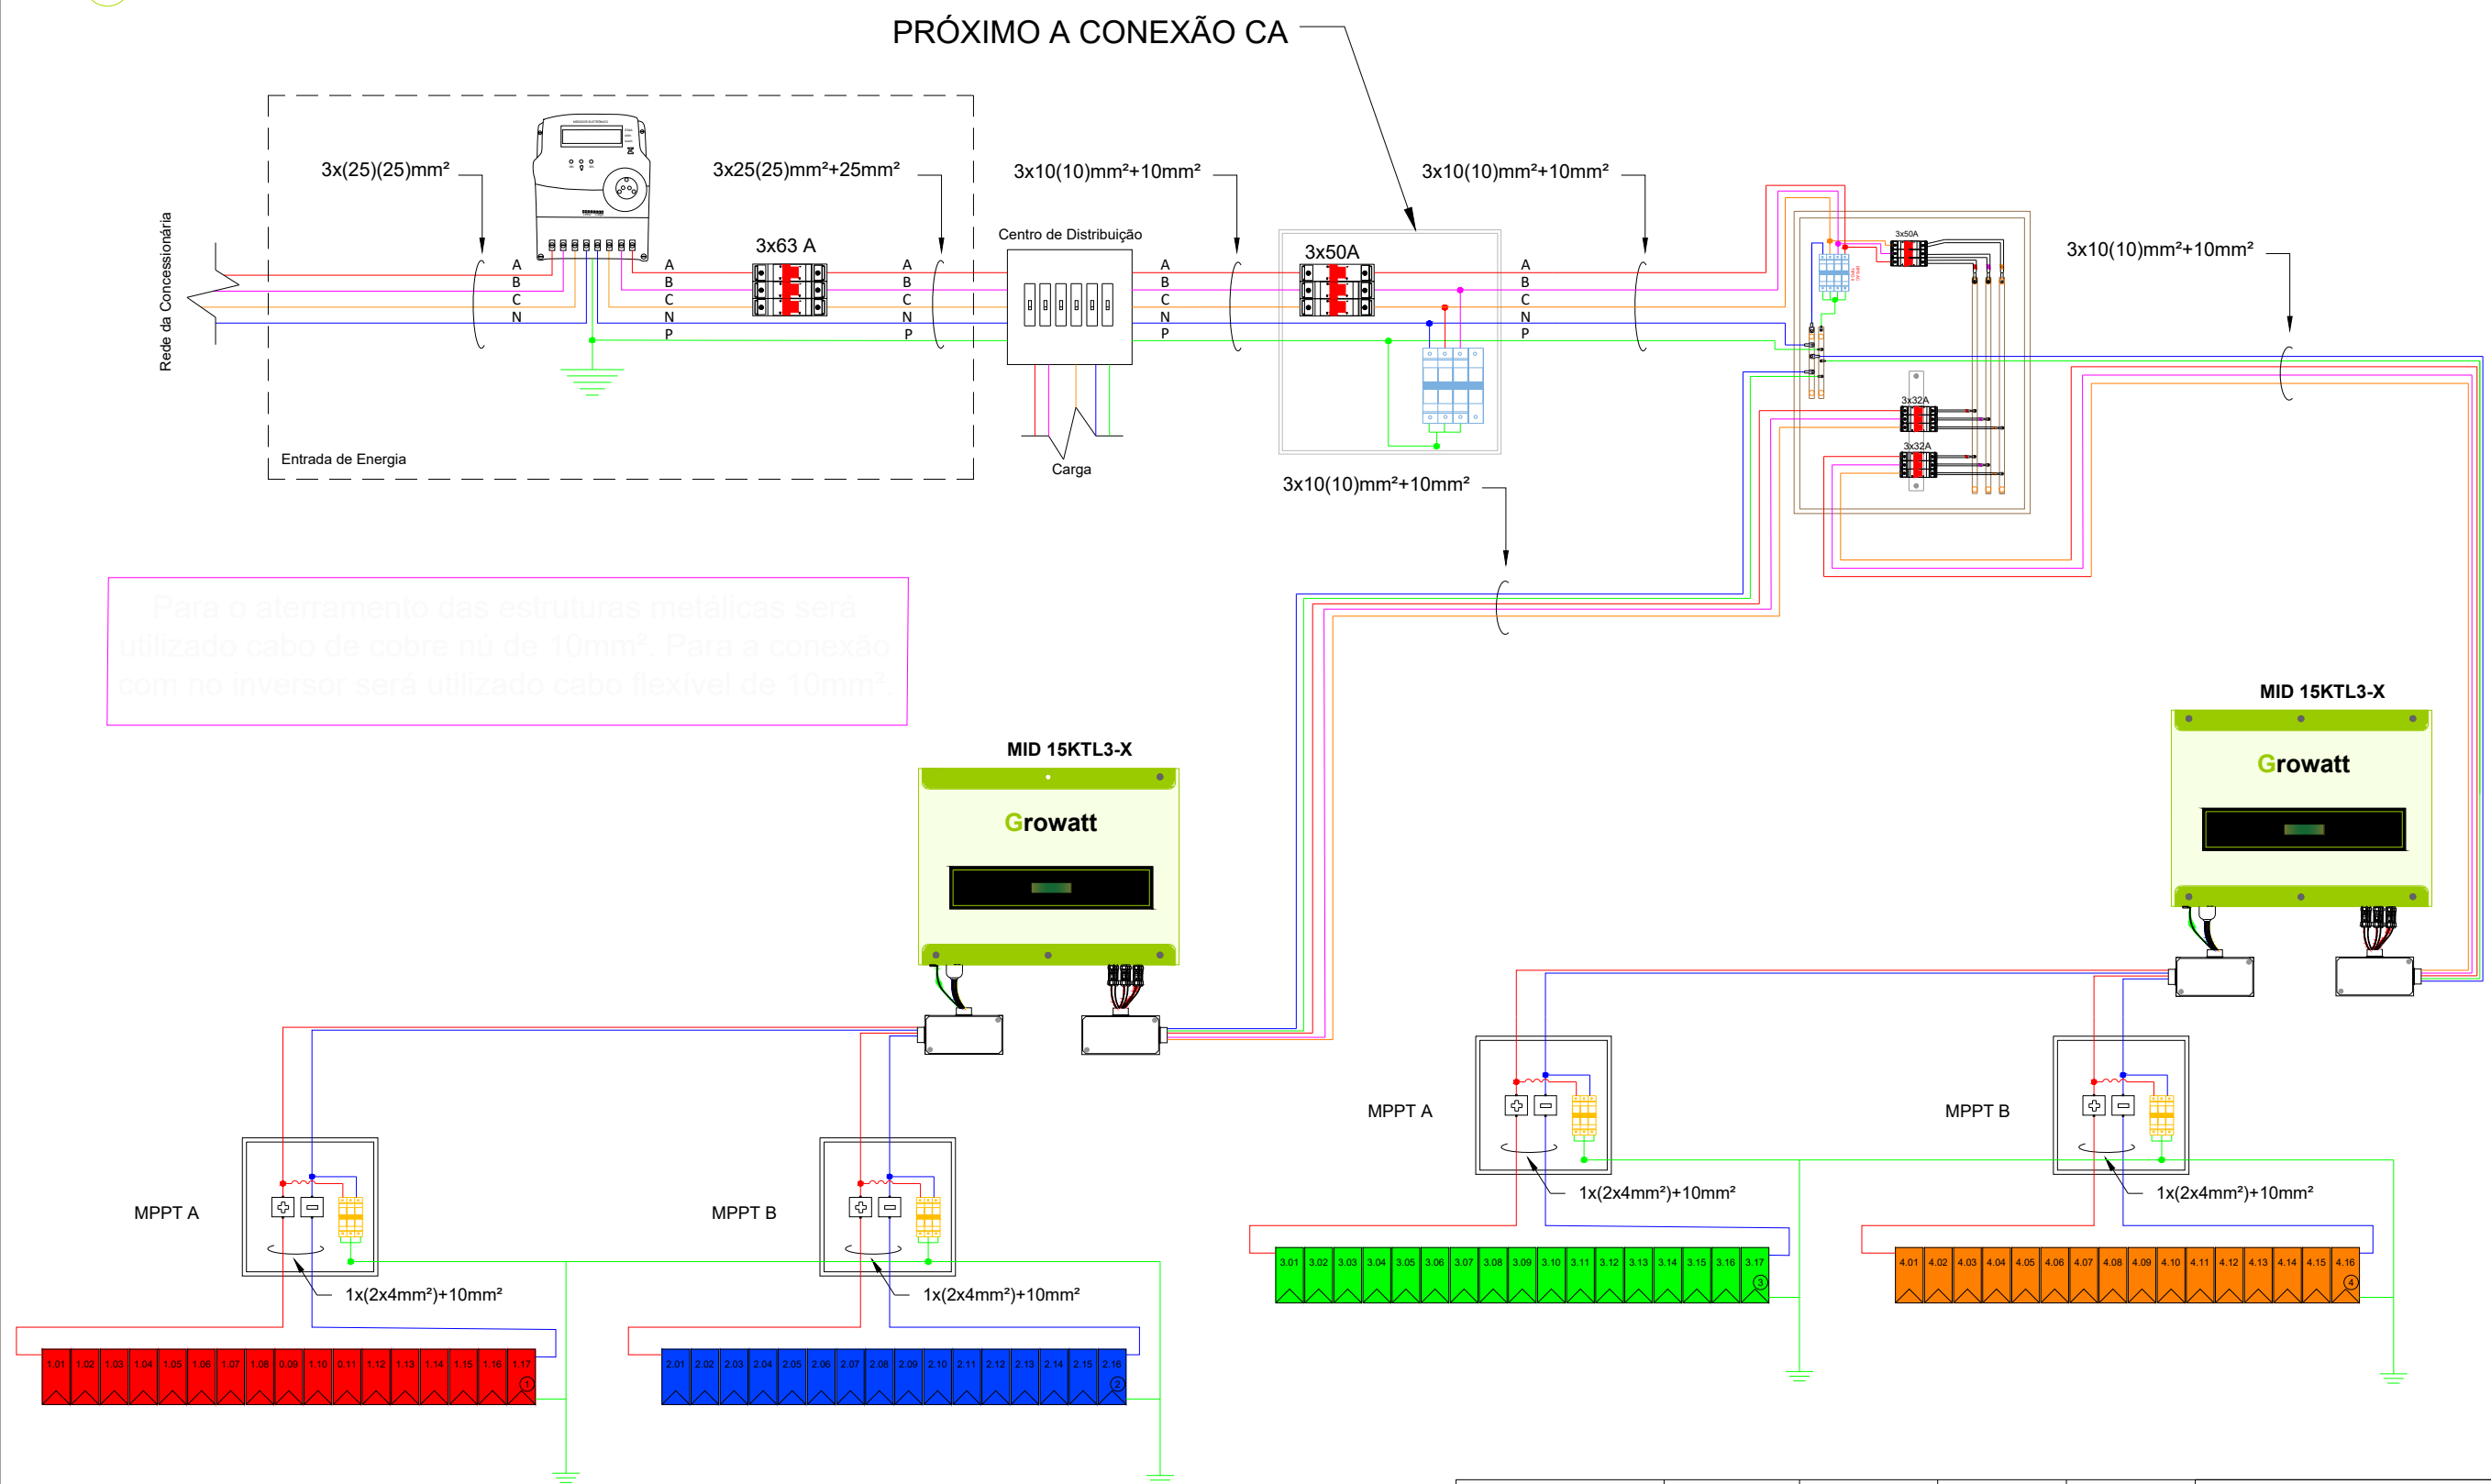 PRÓXIMO A CONEXÃO CA
3x(25)(25)mm²
3x25(25)mm²+25mm²
3x10(10)mm²+10mm²
3x10(10)mm²+10mm²
3x10(10)mm²+10mm²
Rede da Concessionária
MEDIDOR ELETRÔNICO
3x63 A
Centro de Distribuição
3x50A
3x50A
A
B
C
N
A
B
C
N
P
A
B
C
N
P
A
B
C
N
P
A
B
C
N
P
3x32A
3x32A
Entrada de Energia
Carga
3x10(10)mm²+10mm²
Para o aterramento das estruturas metálicas será
utilizado cabo de cobre nú de 10mm². Para a conexão
com no inversor será utilizado cabo flexível de 10mm².
MID 15KTL3-X
Growatt
MID 15KTL3-X
Growatt
MPPT A
1x(2x4mm²)+10mm²
MPPT B
1x(2x4mm²)+10mm²
MPPT A
1x(2x4mm²)+10mm²
MPPT B
1x(2x4mm²)+10mm²
3.01 3.02 3.03 3.04 3.05 3.06 3.07 3.08 3.09 3.10 3.11 3.12 3.13 3.14 3.15 3.16 3.17
3
4.01 4.02 4.03 4.04 4.05 4.06 4.07 4.08 4.09 4.10 4.11 4.12 4.13 4.14 4.15 4.16
4
1.01 1.02 1.03 1.04 1.05 1.06 1.07 1.08 0.09 1.10 0.11 1.12 1.13 1.14 1.15 1.16 1.17
1
2.01 2.02 2.03 2.04 2.05 2.06 2.07 2.08 2.09 2.10 2.11 2.12 2.13 2.14 2.15 2.16
2